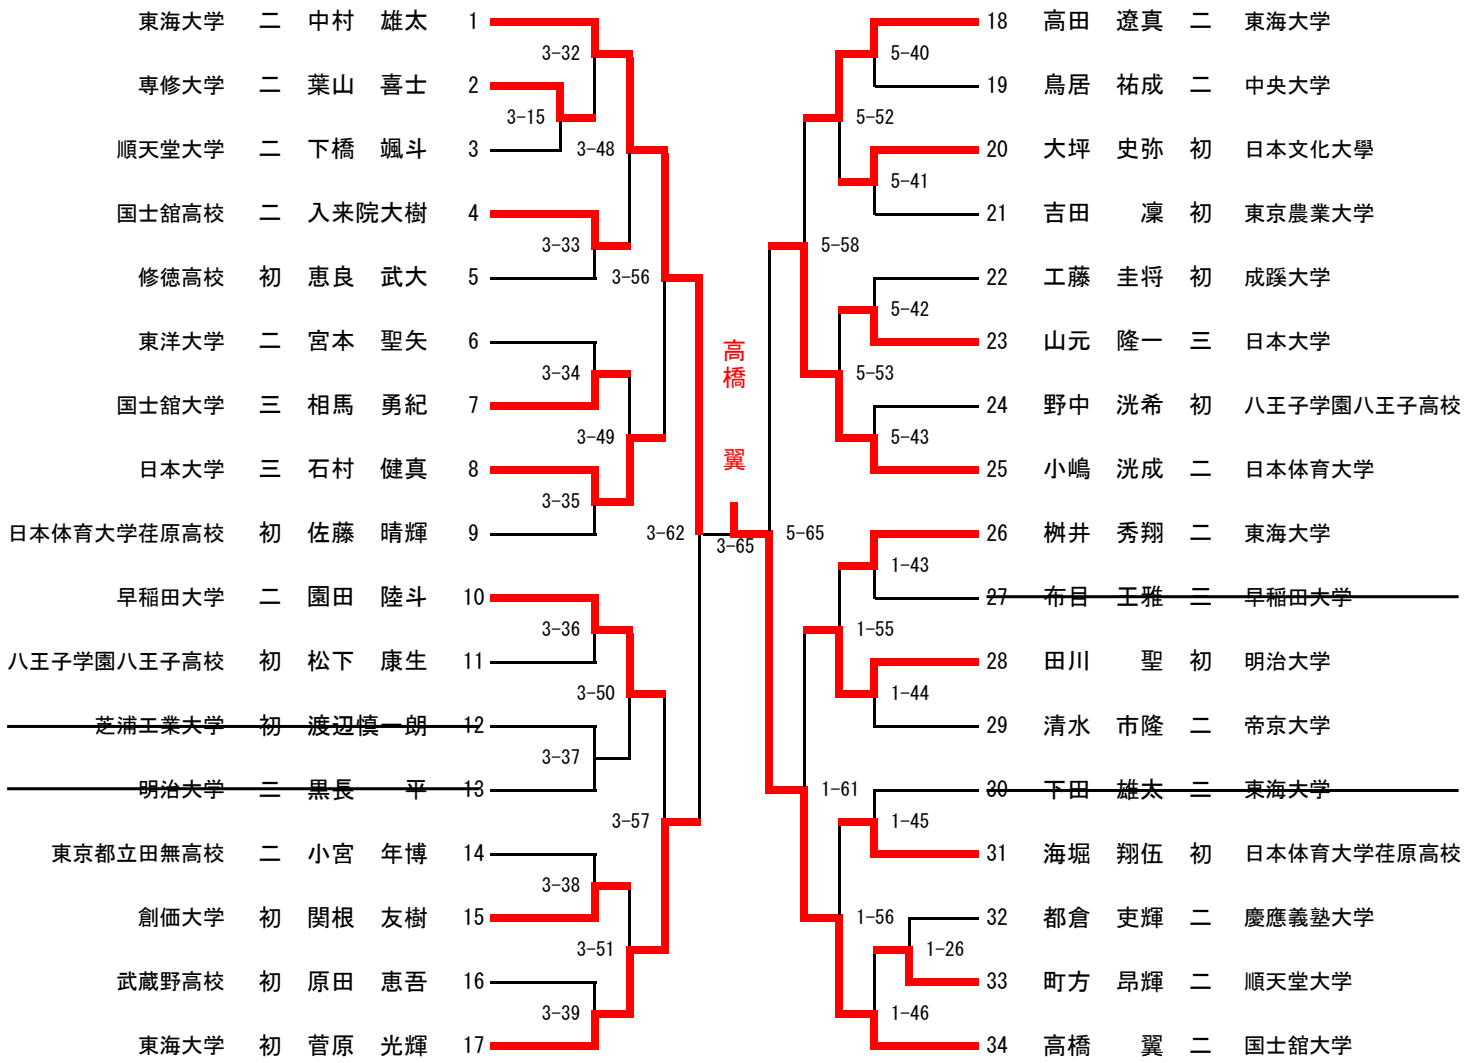 東海大学 二 中村 雄太 1
3-32
専修大学 二 葉山 喜士 2
3-15
順天堂大学 二 下橋 颯斗 3
3-48
国士舘高校 二 入来院大樹 4
3-33
修徳高校 初 恵良 武大 5
3-56
東洋大学 二 宮本 聖矢 6
3-34
国士舘大学 三 相馬 勇紀 7
3-49
日本大学 三 石村 健真 8
3-35
日本体育大学荏原高校 初 佐藤 晴輝 9
3-62
早稲田大学 二 園田 陸斗 10
3-36
八王子学園八王子高校 初 松下 康生 11
3-50
芝浦工業大学 初 渡辺慎一朗 12
3-37
明治大学 二 黒長 平 13
3-57
東京都立田無高校 二 小宮 年博 14
3-38
創価大学 初 関根 友樹 15
3-51
武蔵野高校 初 原田 恵吾 16
3-39
東海大学 初 菅原 光輝 17
高橋 翼
3-65
18 高田 遼真 二 東海大学
5-40
19 鳥居 祐成 二 中央大学
5-52
20 大坪 史弥 初 日本文化大學
5-41
21 吉田 凜 初 東京農業大学
5-58
22 工藤 圭将 初 成蹊大学
5-42
23 山元 隆一 三 日本大学
5-53
24 野中 洸希 初 八王子学園八王子高校
5-43
25 小嶋 洸成 二 日本体育大学
5-65
26 桝井 秀翔 二 東海大学
1-43
27 布目 王雅 二 早稲田大学
1-55
28 田川 聖 初 明治大学
1-44
29 清水 市隆 二 帝京大学
1-61
30 下田 雄太 二 東海大学
1-45
31 海堀 翔伍 初 日本体育大学荏原高校
1-56
32 都倉 吏輝 二 慶應義塾大学
1-26
33 町方 昂輝 二 順天堂大学
1-46
34 高橋 翼 二 国士舘大学